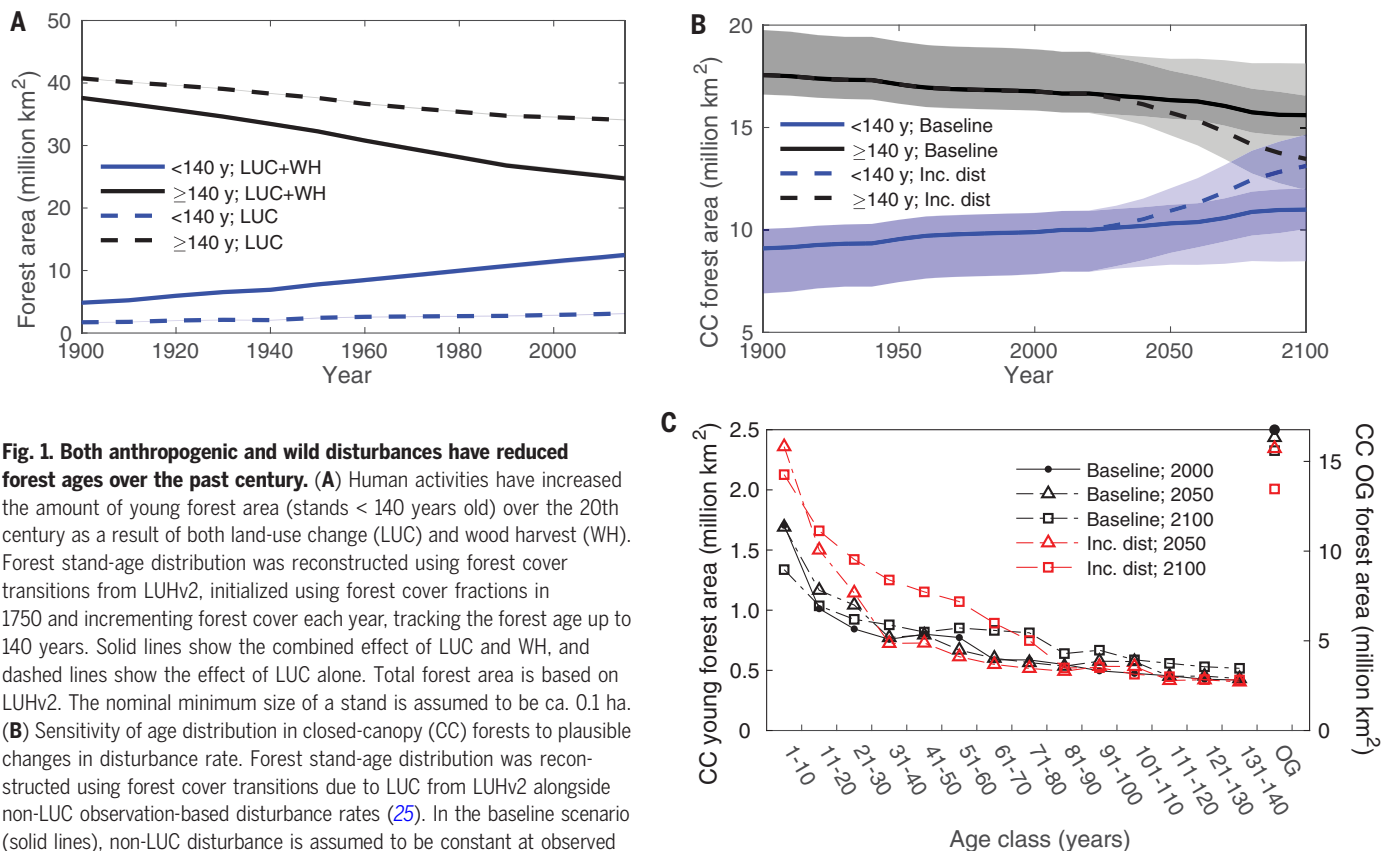 A
Forest area (million km2)
50
40
30
20
10
0
<140 y; LUC+WH
≥140 y; LUC+WH
<140 y; LUC
≥140 y; LUC
1900 1920 1940 1960 1980 2000
Year
B
CC forest area (million km2)
20
15
10
5
<140 y; Baseline
≥140 y; Baseline
<140 y; Inc. dist
≥140 y; Inc. dist
1900 1950 2000 2050 2100
Year
Fig. 1. Both anthropogenic and wild disturbances have reduced
forest ages over the past century. (A) Human activities have increased
the amount of young forest area (stands < 140 years old) over the 20th
century as a result of both land-use change (LUC) and wood harvest (WH).
Forest stand-age distribution was reconstructed using forest cover
transitions from LUHv2, initialized using forest cover fractions in
1750 and incrementing forest cover each year, tracking the forest age up to
140 years. Solid lines show the combined effect of LUC and WH, and
dashed lines show the effect of LUC alone. Total forest area is based on
LUHv2. The nominal minimum size of a stand is assumed to be ca. 0.1 ha.
(B) Sensitivity of age distribution in closed-canopy (CC) forests to plausible
changes in disturbance rate. Forest stand-age distribution was recon-
structed using forest cover transitions due to LUC from LUHv2 alongside
non-LUC observation-based disturbance rates (25). In the baseline scenario
(solid lines), non-LUC disturbance is assumed to be constant at observed
C
CC young forest area (million km2)
2.5
2.0
1.5
1.0
0.5
0
Baseline; 2000
Baseline; 2050
Baseline; 2100
Inc. dist; 2050
Inc. dist; 2100
15
10
5
0
CC OG forest area (million km2)
1-10
11-20
21-30
31-40
41-50
51-60
61-70
71-80
81-90
91-100
101-110
111-120
121-130
131-140
OG
Age class (years)